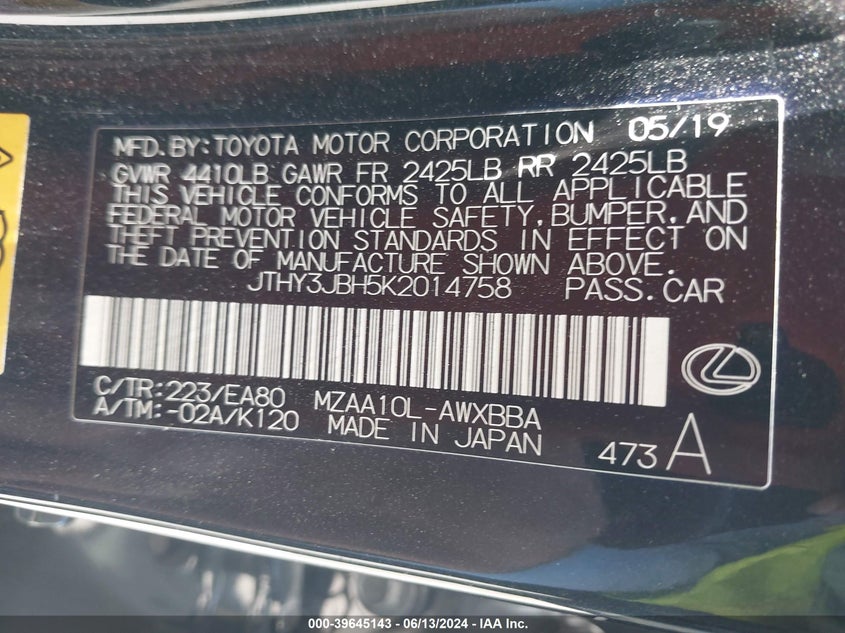 MFD.BY:TOYOTA MOTOR CORPORATION 05/19
GVWR 4410LB GAWR FR 2425LB RR 2425LB
THIS VEHICLE CONFORMS TO ALL APPLICABLE
FEDERAL MOTOR VEHICLE SAFETY,BUMPER,AND
THEFT PREVENTION STANDARDS IN EFFECT ON
THE DATE OF MANUFACTURE SHOWN ABOVE.
JTHY3JBH5K2014758 PASS.CAR
C/TR:223/EA80 MZAA10L-AWXBBA
A/TM:-02A/K120 MADE IN JAPAN
473 A
000-39645143 - 06/13/2024 - IAA Inc.